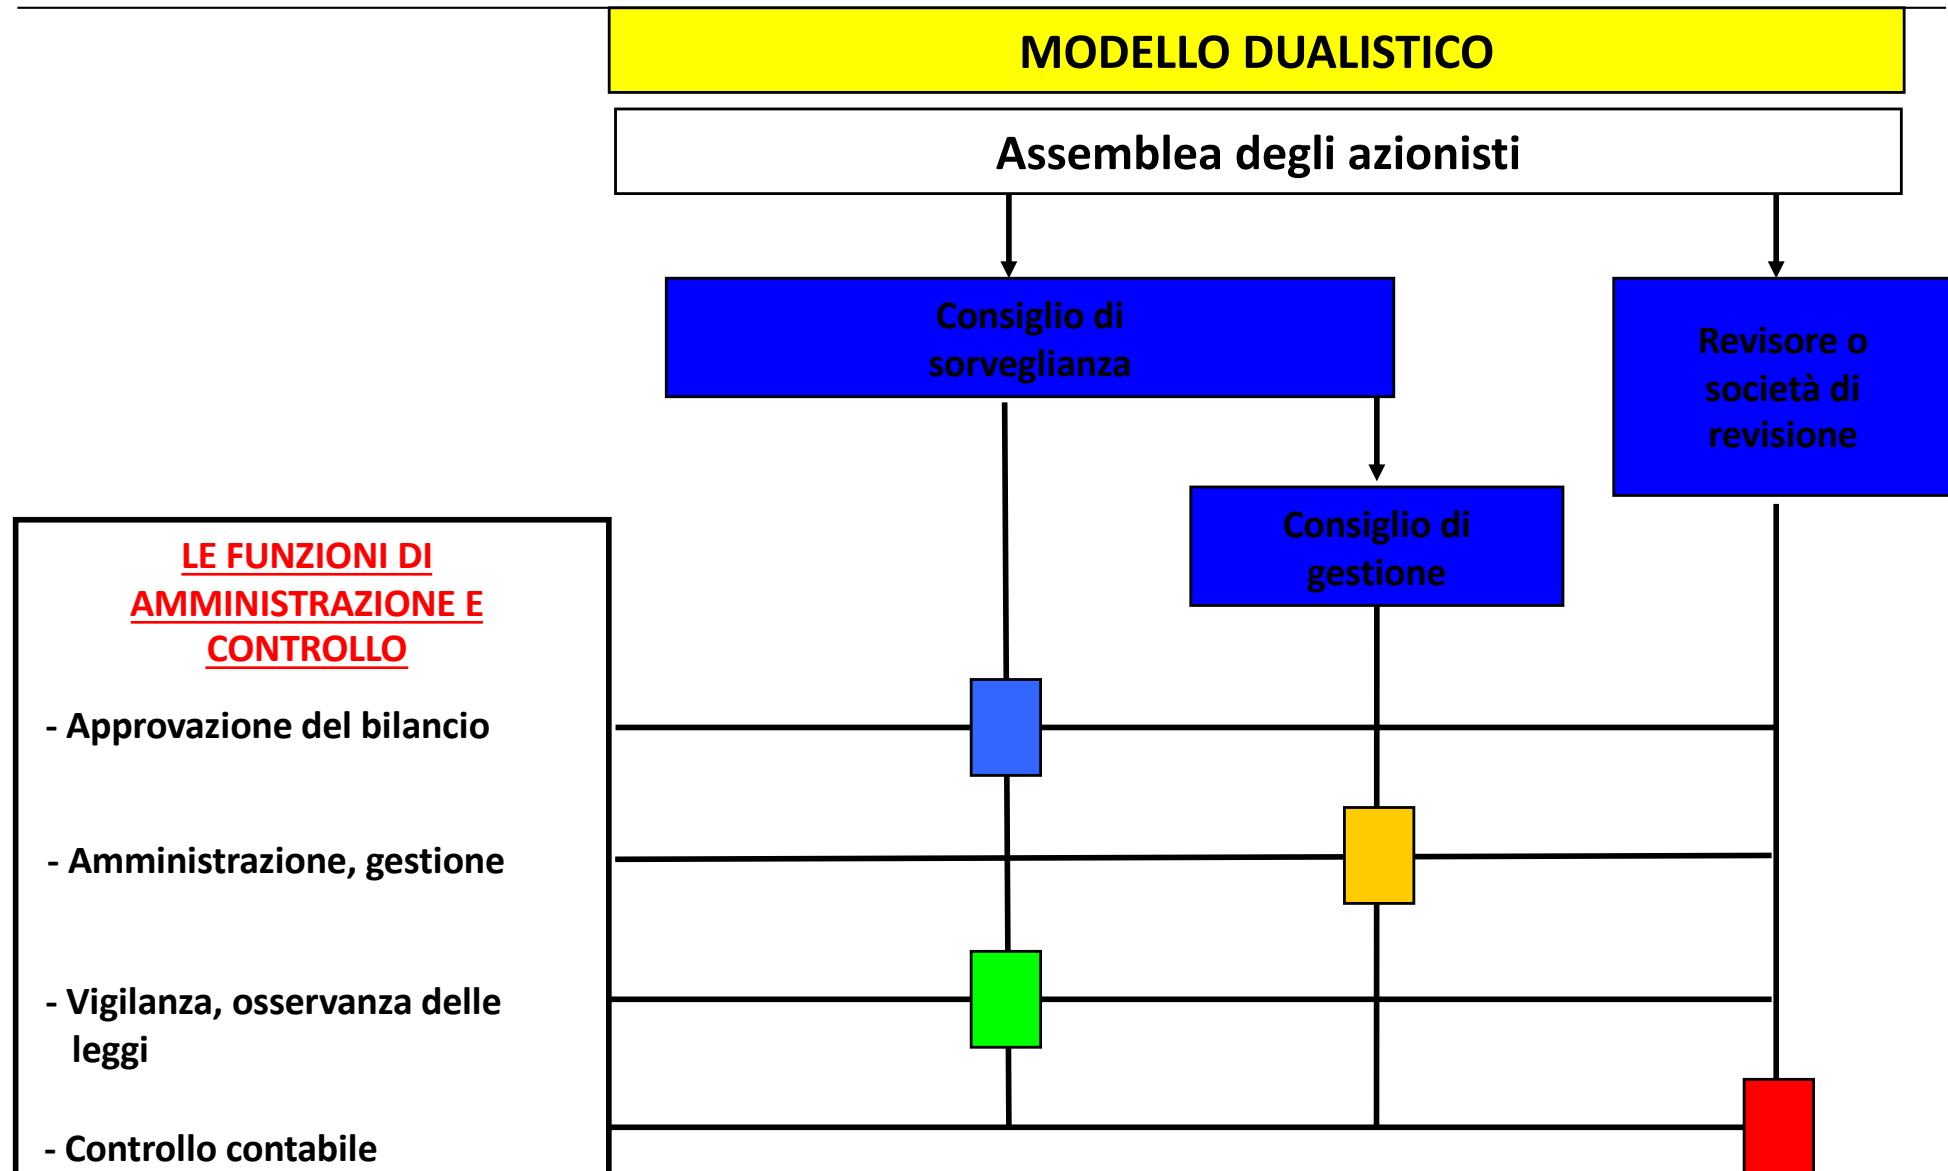 MODELLO DUALISTICO
Assemblea degli azionisti
Consiglio di
sorveglianza
Revisore o
società di
revisione
Consiglio di
gestione
LE FUNZIONI DI
AMMINISTRAZIONE E
CONTROLLO
- Approvazione del bilancio
- Amministrazione, gestione
- Vigilanza, osservanza delle
leggi
- Controllo contabile